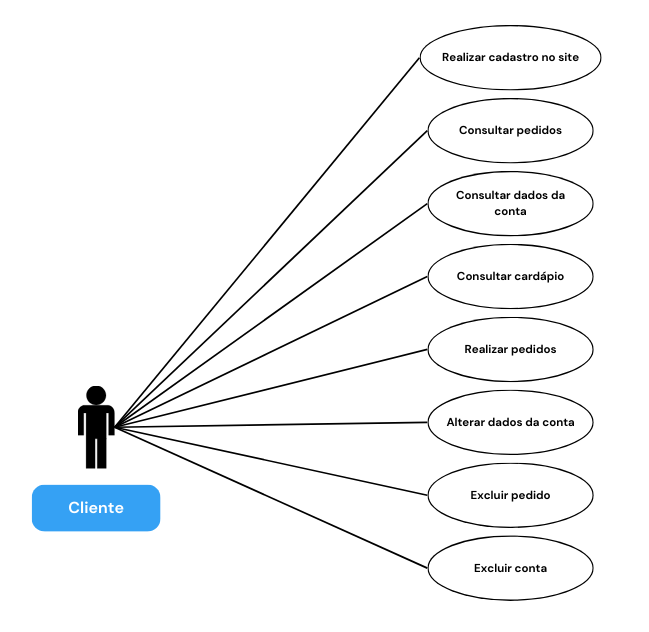 Realizar cadastro no site
Consultar pedidos
Consultar dados da
conta
Consultar cardápio
Realizar pedidos
Alterar dados da conta
Excluir pedido
Excluir conta
Cliente